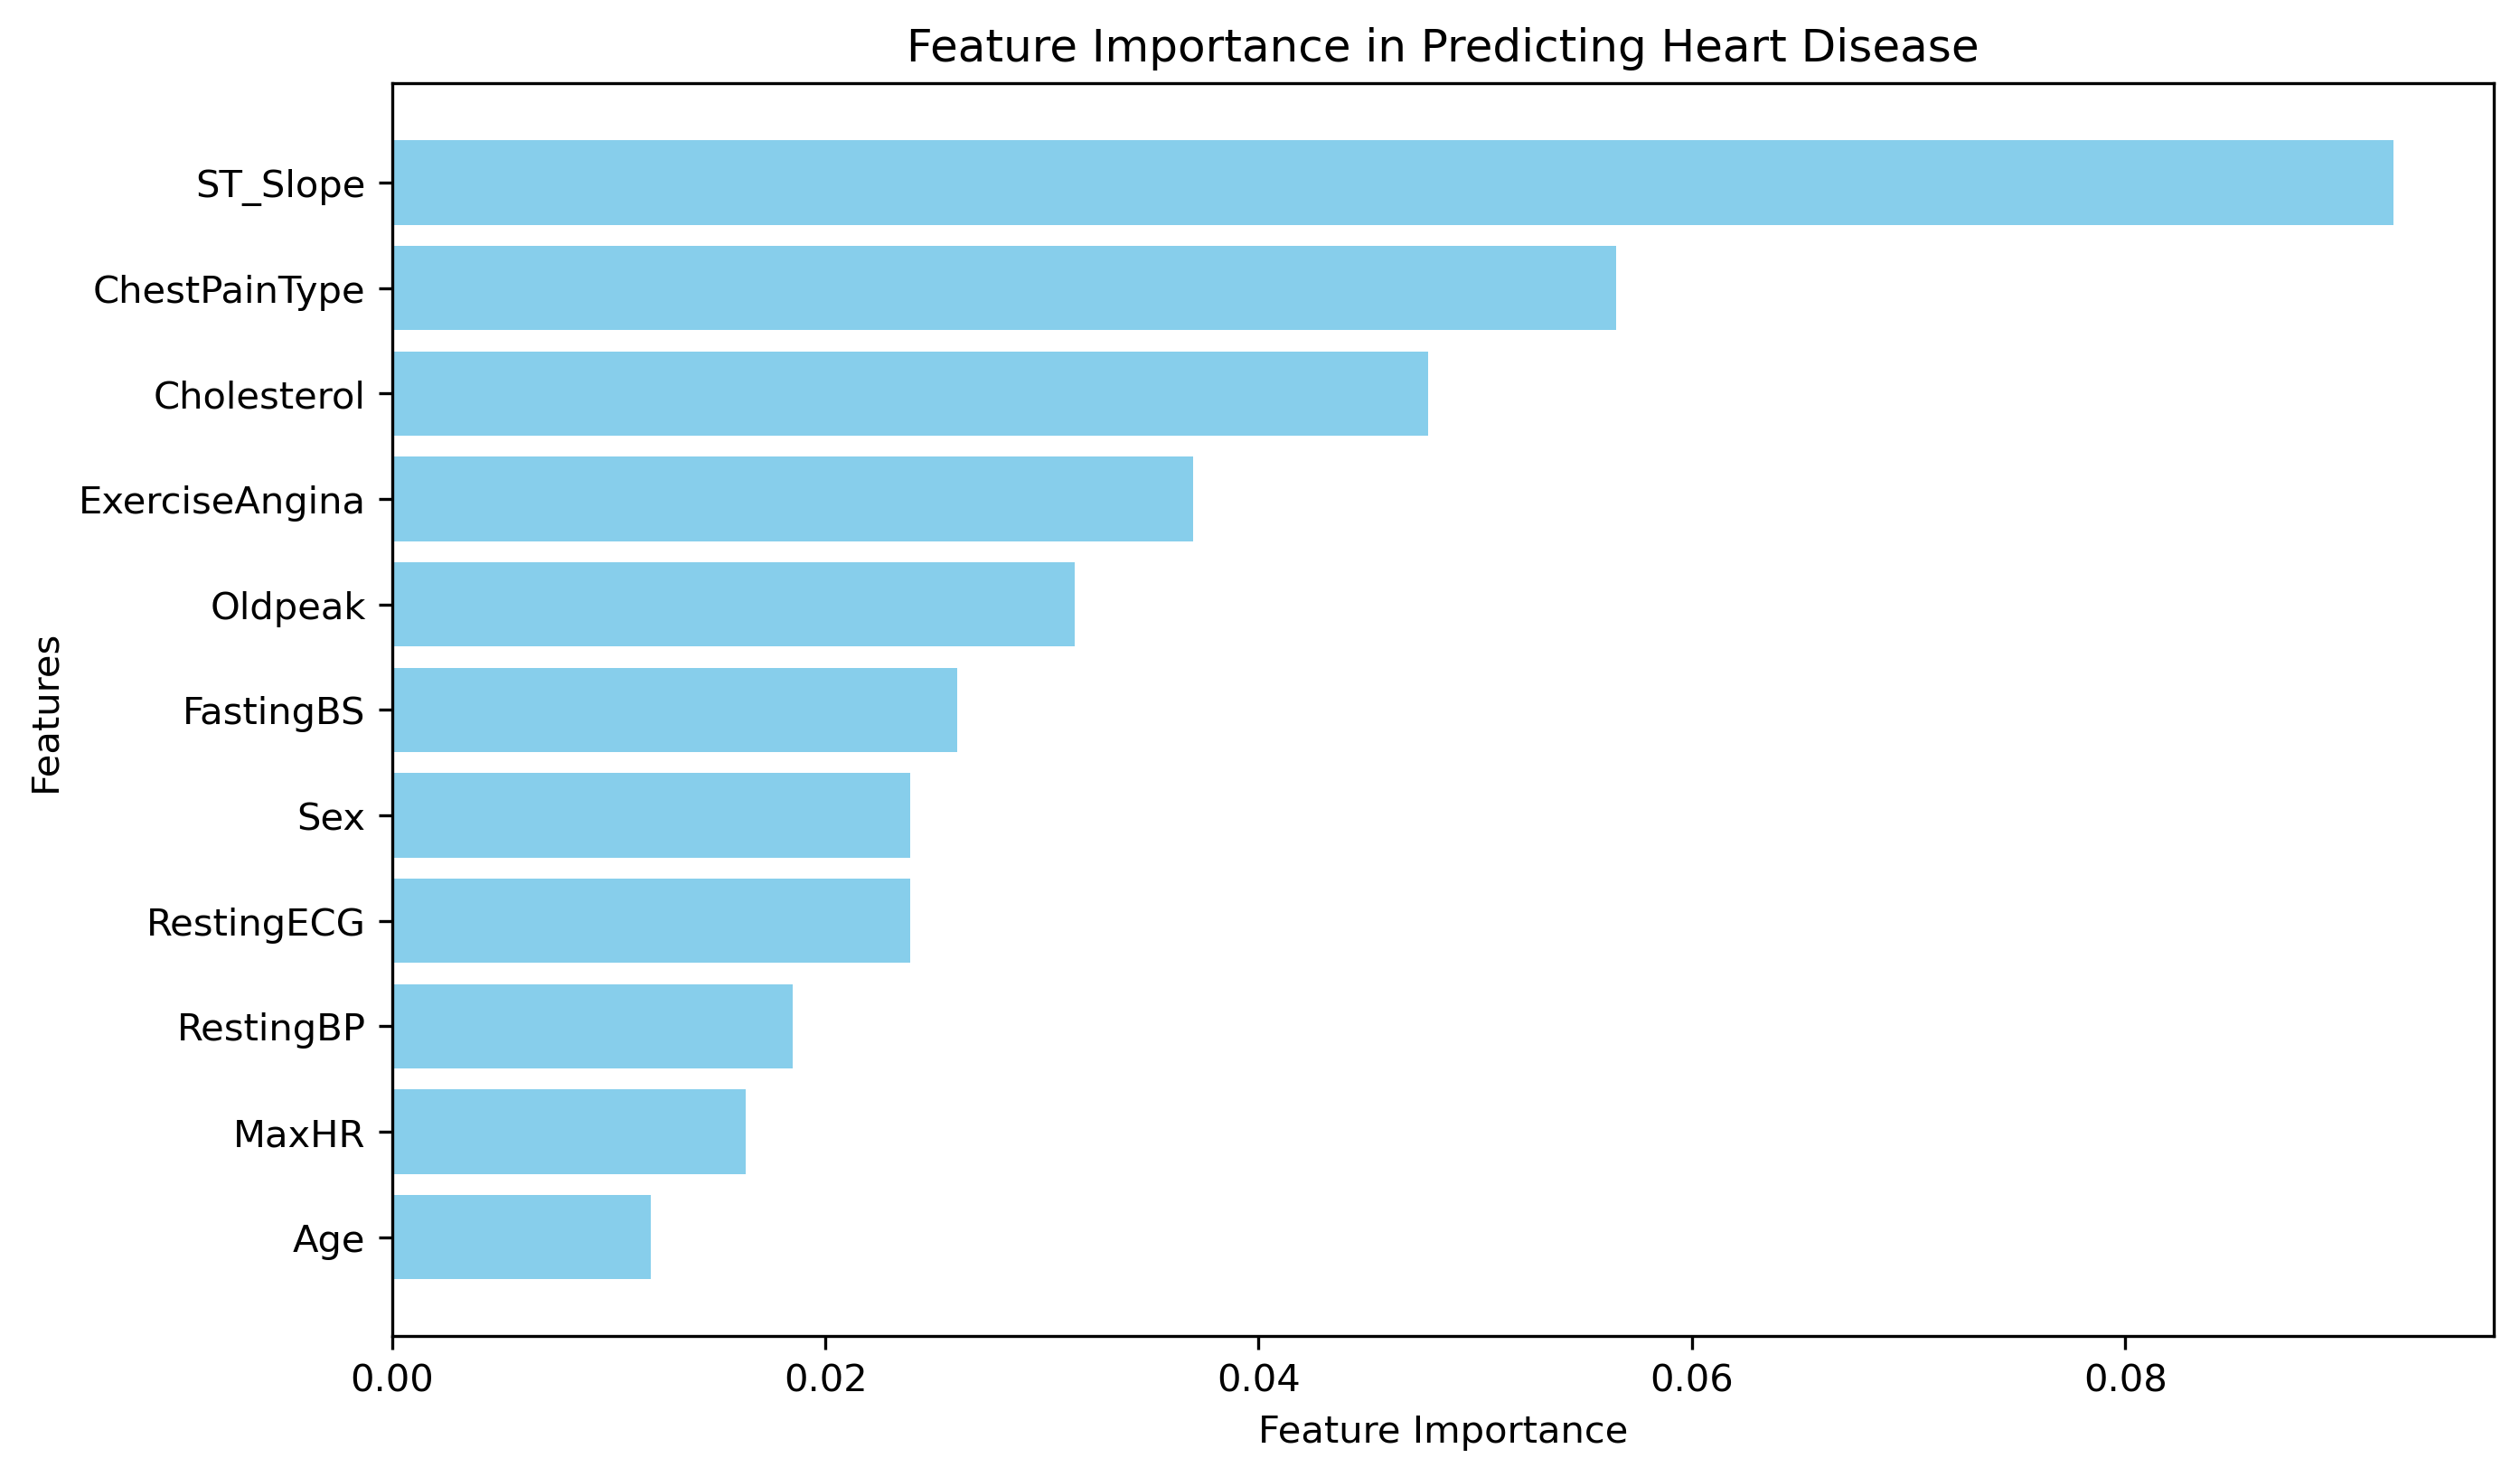 Feature Importance in Predicting Heart Disease
Features
ST_Slope
ChestPainType
Cholesterol
ExerciseAngina
Oldpeak
FastingBS
Sex
RestingECG
RestingBP
MaxHR
Age
0.00 0.02 0.04 0.06 0.08
Feature Importance